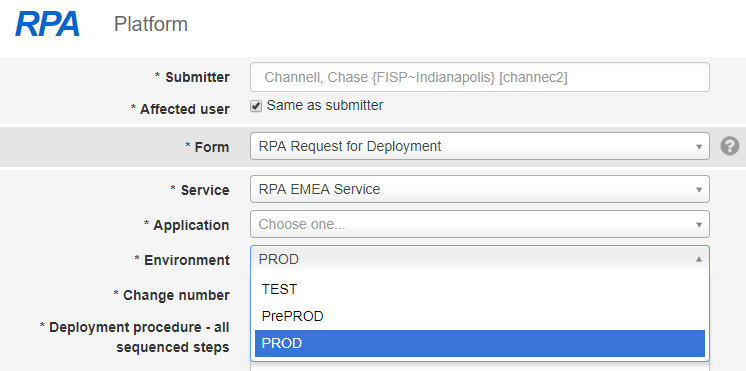 RPA Platform
* Submitter Channell, Chase {FISP~Indianapolis} [channec2]
* Affected user Same as submitter
* Form RPA Request for Deployment ?
* Service RPA EMEA Service
* Application Choose one...
* Environment PROD
TEST
* Change number
PrePROD
* Deployment procedure - all
sequenced steps
PROD